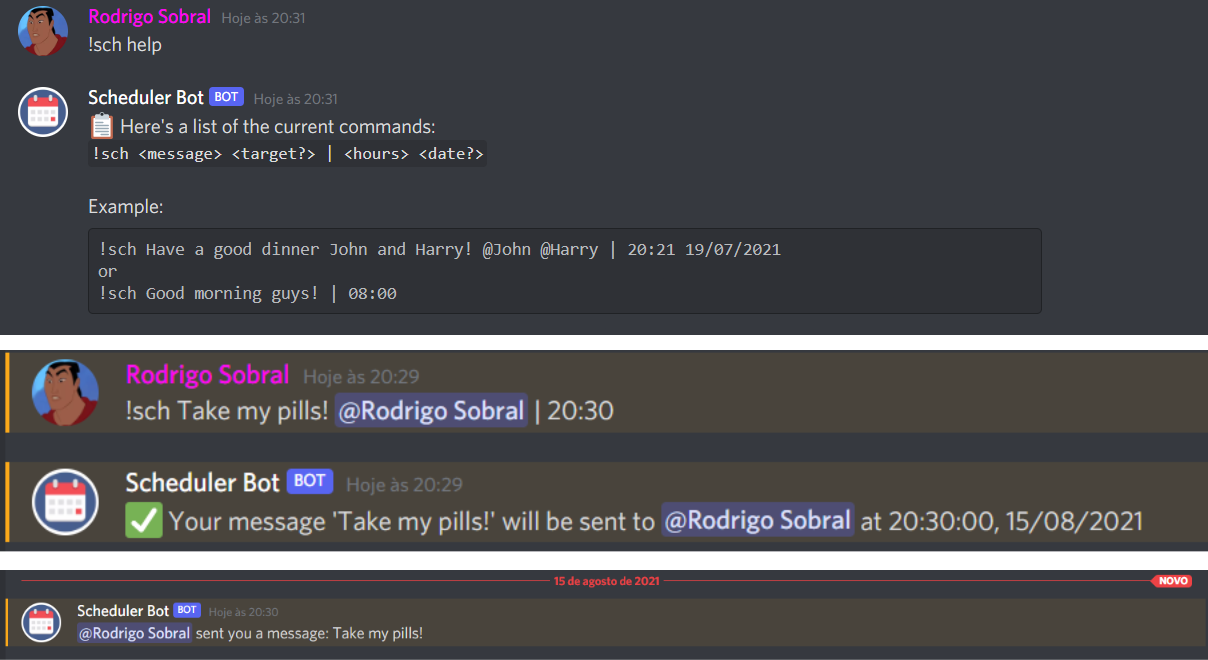 Rodrigo Sobral Hoje às 20:31
!sch help
Scheduler Bot BOT Hoje às 20:31
📋 Here's a list of the current commands:
!sch <message> <target?> | <hours> <date?>
Example:
!sch Have a good dinner John and Harry! @John @Harry | 20:21 19/07/2021
or
!sch Good morning guys! | 08:00
Rodrigo Sobral Hoje às 20:29
!sch Take my pills! @Rodrigo Sobral | 20:30
Scheduler Bot BOT Hoje às 20:29
✅ Your message 'Take my pills!' will be sent to @Rodrigo Sobral at 20:30:00, 15/08/2021
15 de agosto de 2021 NOVO
Scheduler Bot BOT Hoje às 20:30
@Rodrigo Sobral sent you a message: Take my pills!